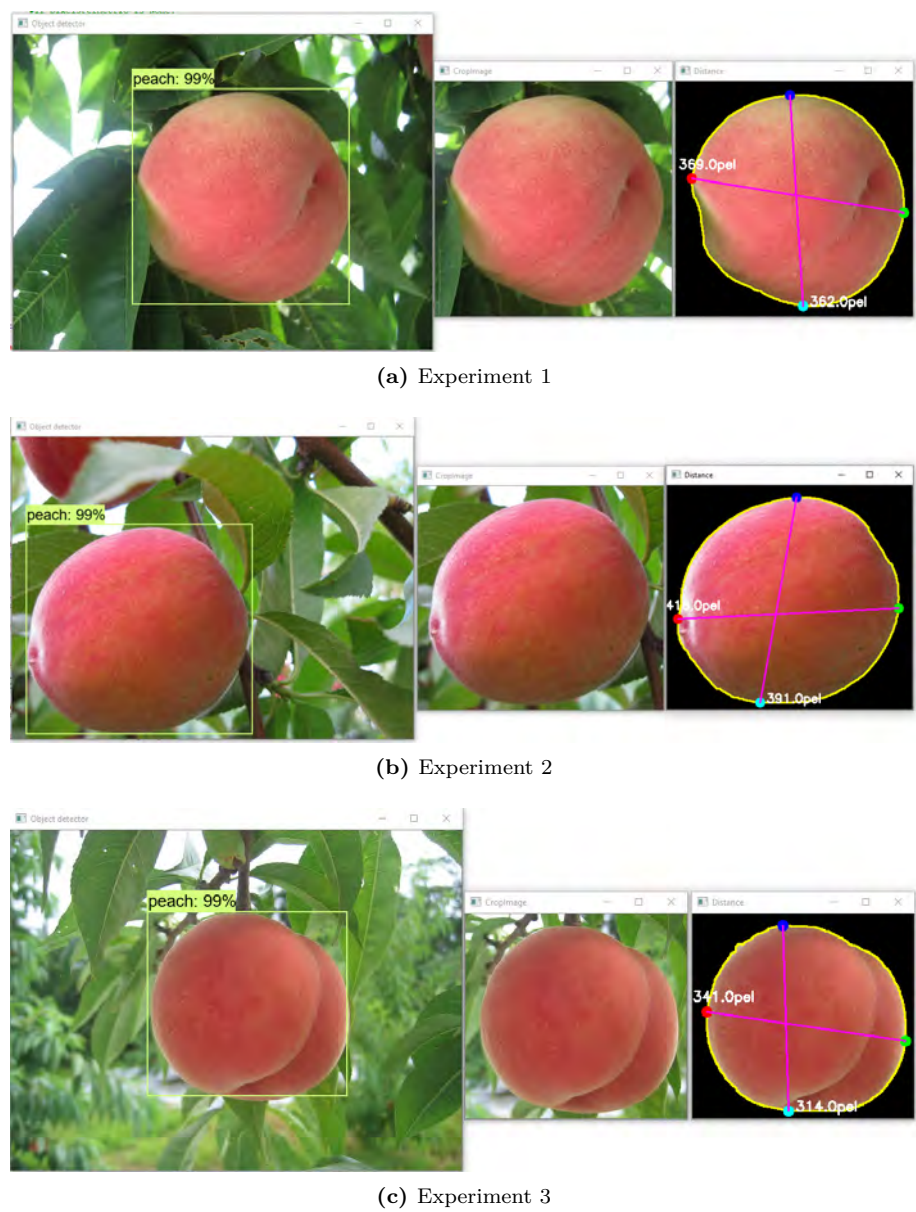 Object detector
peach: 99%
CropImage
Distance
369.0pel
362.0pel
(a) Experiment 1
Object detector
peach: 99%
CropImage
Distance
391.0pel
(b) Experiment 2
Object detector
peach: 99%
CropImage
Distance
341.0pel
314.0pel
(c) Experiment 3